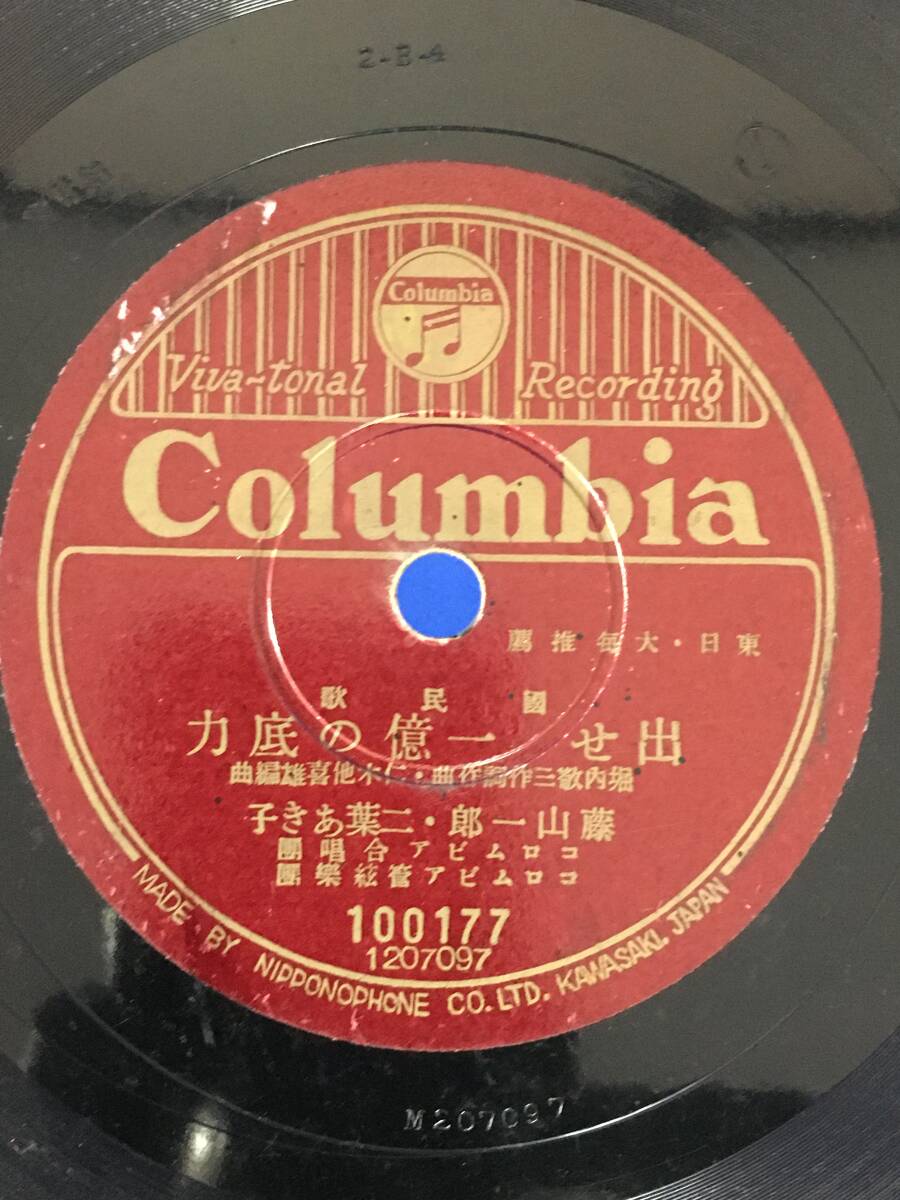 2-B-4
Columbia
Viva-tonal Recording
Columbia
東日・大毎推薦
國民歌
出せ 一億の底力
堀内敬三作詞作曲・仁木他喜雄編曲
藤山一郎・二葉あき子
コロムビア合唱團
コロムビア管絃樂團
100177
1207097
MADE BY NIPPONOPHONE CO. LTD. KAWASAKI, JAPAN
M207097